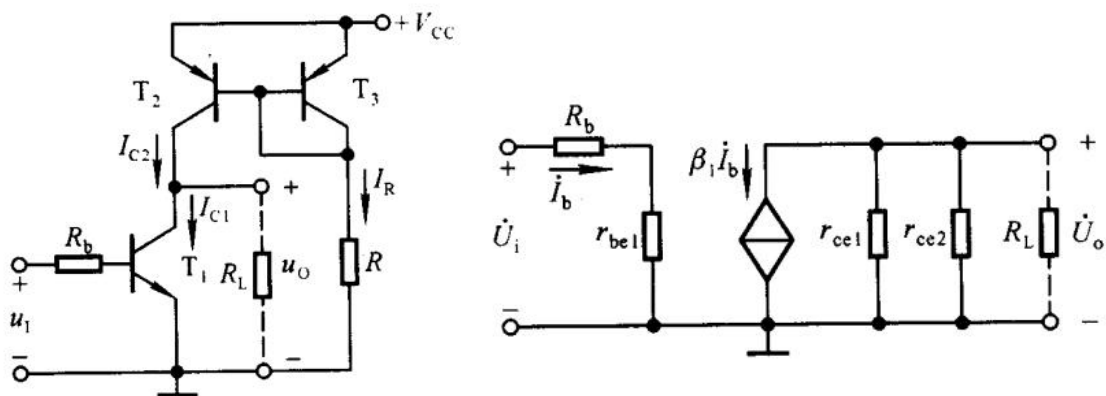 + V_CC
T_2
T_3
I_C2
I_R
+
I_C1
R_b
T_1
R_L
u_O
R
+
u_I
−
−
R_b
+
İ_b
β_1 İ_b
+
U̇_i
r_be1
r_ce1
r_ce2
R_L
U̇_o
−
−